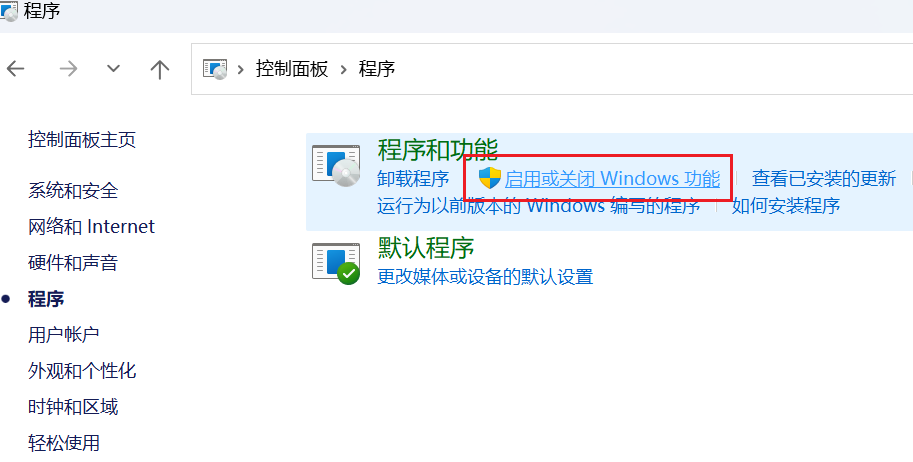 程序
控制面板 › 程序
控制面板主页
系统和安全
网络和 Internet
硬件和声音
程序
用户帐户
外观和个性化
时钟和区域
轻松使用
程序和功能
卸载程序 启用或关闭 Windows 功能 查看已安装的更新
运行为以前版本的 Windows 编写的程序 如何安装程序
默认程序
更改媒体或设备的默认设置